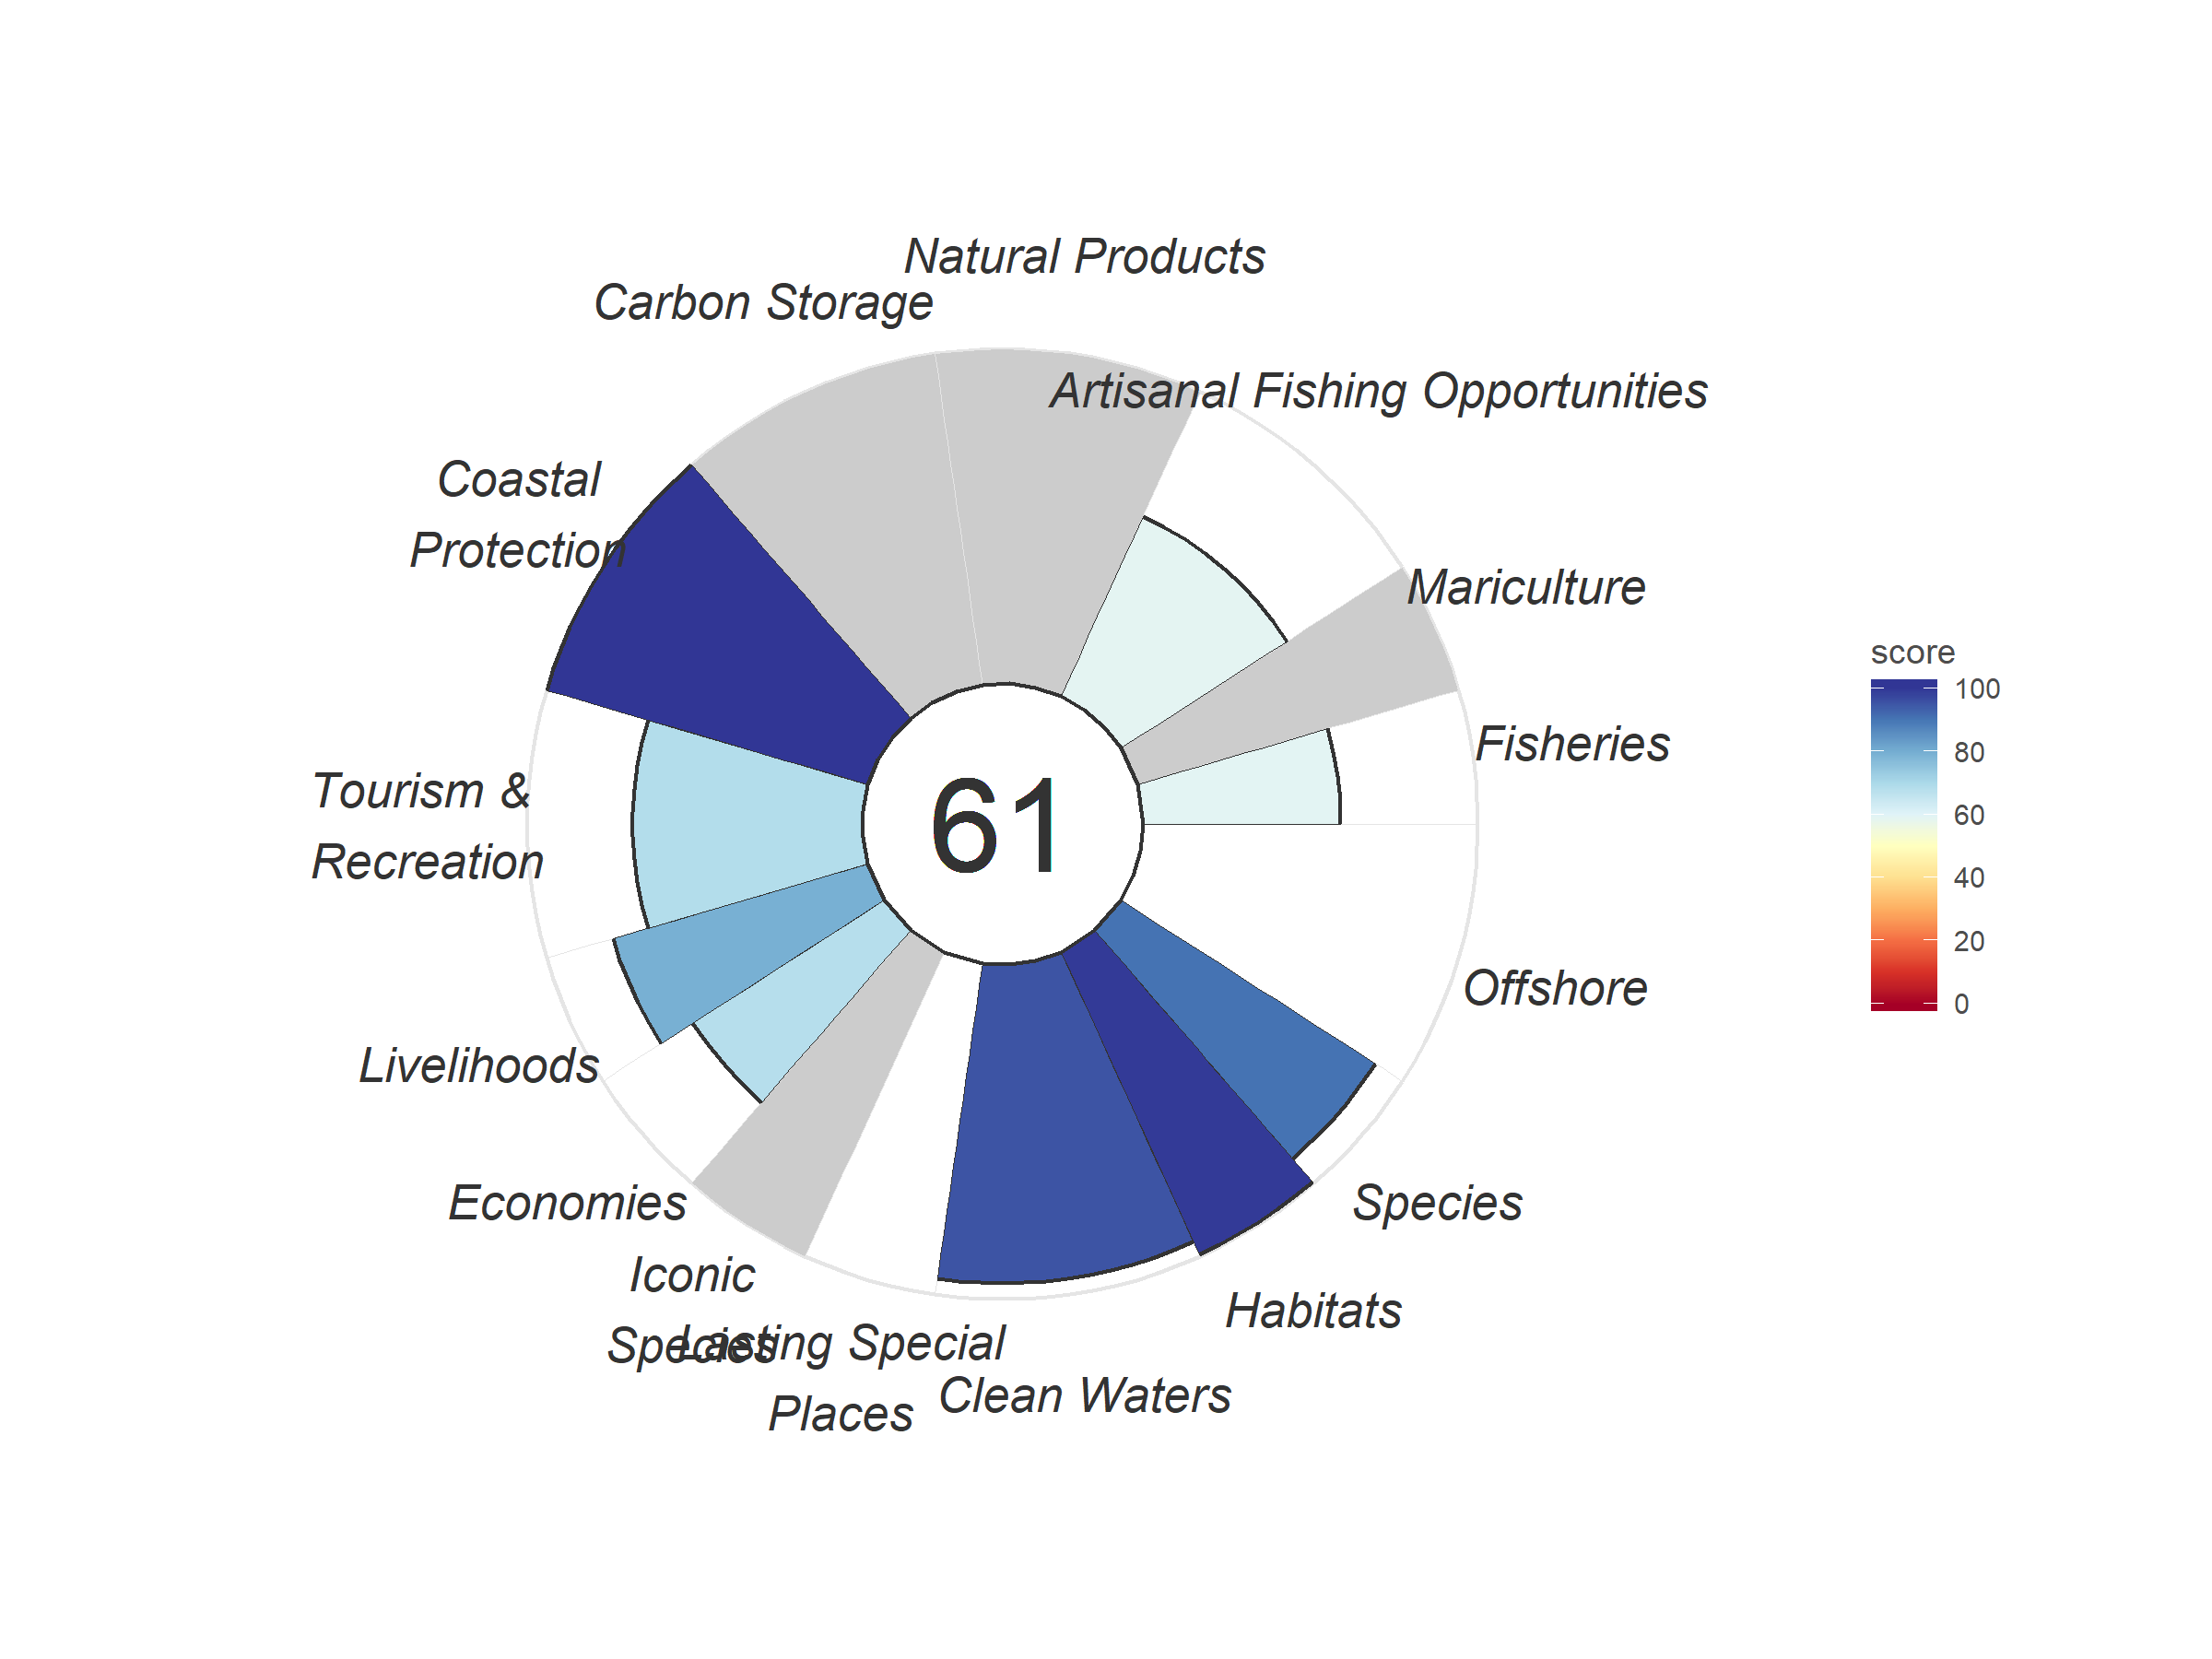 Natural Products
Carbon Storage
Artisanal Fishing Opportunities
Coastal
Protection
Mariculture
score
100
80
60
40
20
0
Fisheries
61
Tourism &
Recreation
Offshore
Livelihoods
Economies
Species
Iconic
Species
Habitats
Lasting Special
Places
Clean Waters